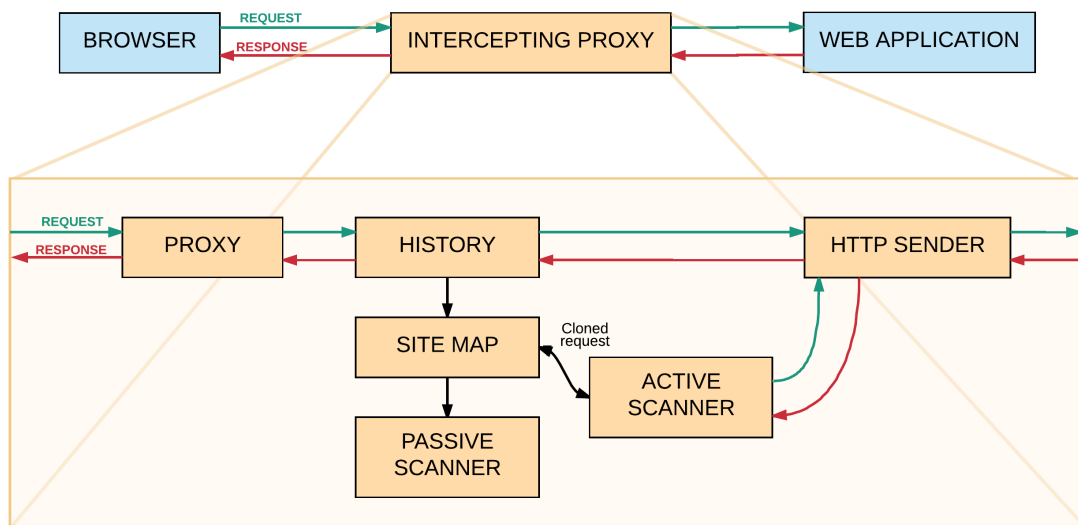 REQUEST
BROWSER
INTERCEPTING PROXY
WEB APPLICATION
RESPONSE
REQUEST
PROXY
HISTORY
HTTP SENDER
RESPONSE
SITE MAP
Cloned
request
ACTIVE
SCANNER
PASSIVE
SCANNER